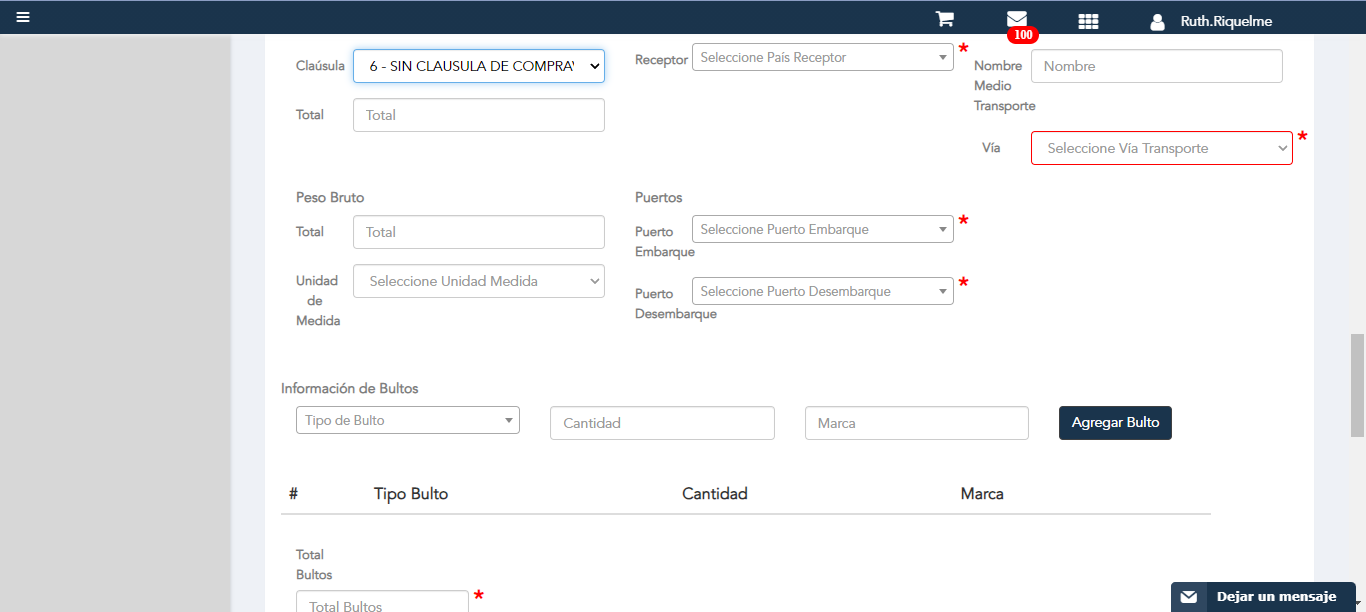 Ruth.Riquelme
100
Claúsula
6 - SIN CLAUSULA DE COMPRAV
Total
Total
Receptor
Seleccione País Receptor
*
Nombre
Medio
Transporte
Nombre
Vía
Seleccione Vía Transporte
*
Peso Bruto
Total
Total
Unidad
de
Medida
Seleccione Unidad Medida
Puertos
Puerto
Embarque
Seleccione Puerto Embarque
*
Puerto
Desembarque
Seleccione Puerto Desembarque
*
Información de Bultos
Tipo de Bulto
Cantidad
Marca
Agregar Bulto
# Tipo Bulto Cantidad Marca
Total
Bultos
Total Bultos
*
Dejar un mensaje